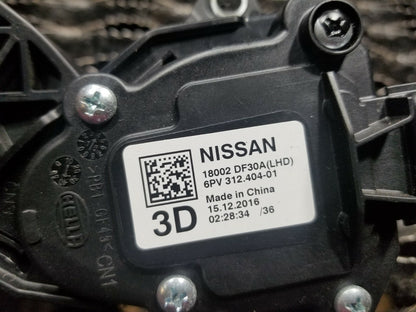 NISSAN
18002 DF30A(LHD)
6PV 312.404-01
Made in China
15.12.2016
02:28:34 /36
3D
HELLA